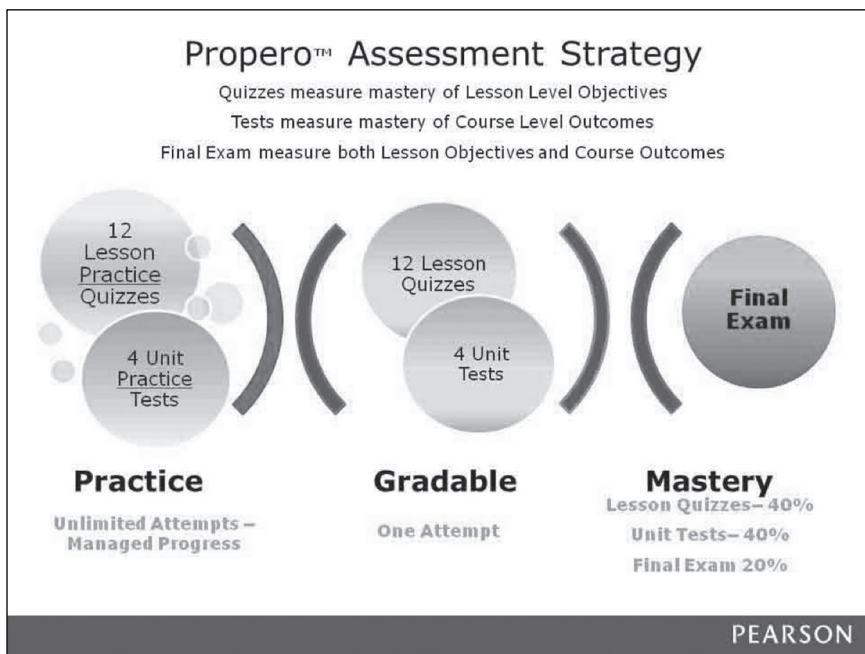 Propero™ Assessment Strategy
Quizzes measure mastery of Lesson Level Objectives
Tests measure mastery of Course Level Outcomes
Final Exam measure both Lesson Objectives and Course Outcomes
12
Lesson
Practice
Quizzes
4 Unit
Practice
Tests
12 Lesson
Quizzes
4 Unit
Tests
Final
Exam
Practice
Unlimited Attempts –
Managed Progress
Gradable
One Attempt
Mastery
Lesson Quizzes– 40%
Unit Tests– 40%
Final Exam 20%
PEARSON